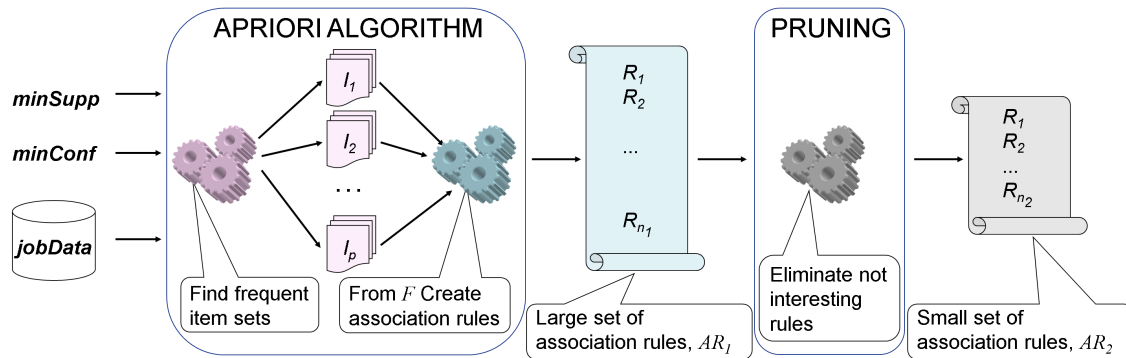 APRIORI ALGORITHM
PRUNING
minSupp
minConf
jobData
I1
I2
...
Ip
Find frequent
item sets
From F Create
association rules
R1
R2
...
Rn1
Large set of
association rules, AR1
Eliminate not
interesting
rules
R1
R2
...
Rn2
Small set of
association rules, AR2